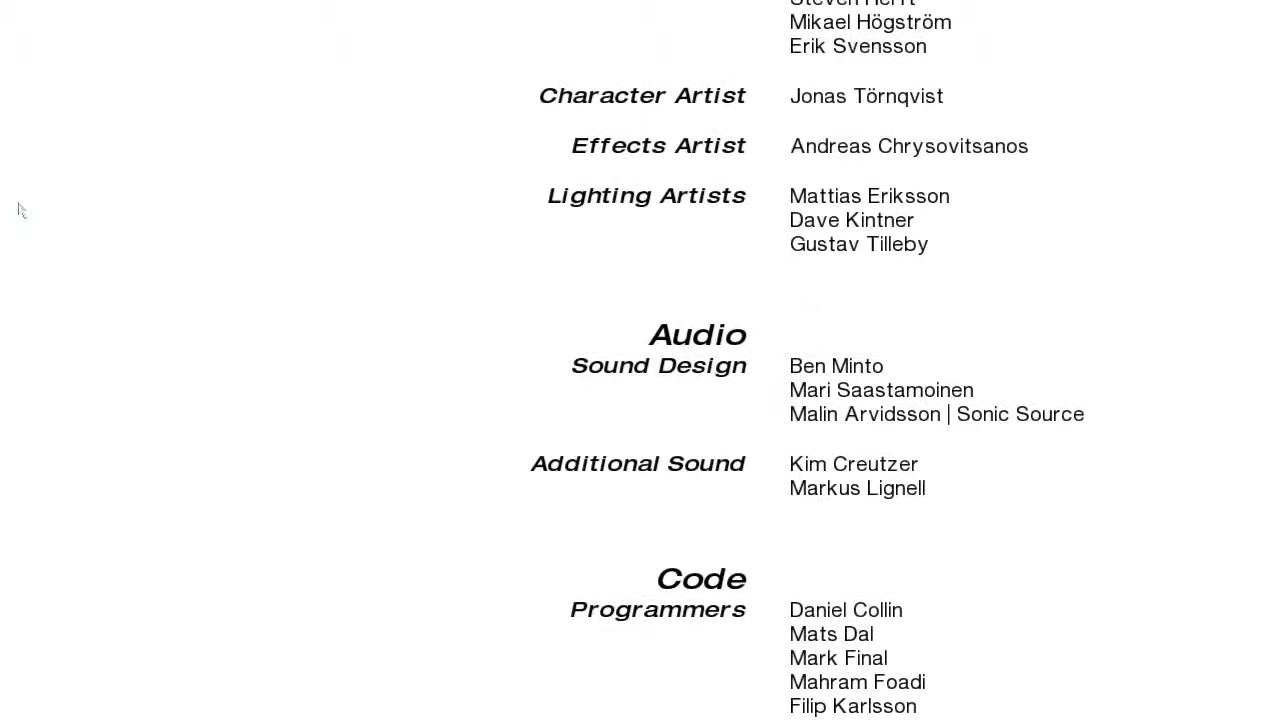 Mikael Högström
Erik Svensson
Character Artist Jonas Törnqvist
Effects Artist Andreas Chrysovitsanos
Lighting Artists Mattias Eriksson
Dave Kintner
Gustav Tilleby
Audio
Sound Design Ben Minto
Mari Saastamoinen
Malin Arvidsson | Sonic Source
Additional Sound Kim Creutzer
Markus Lignell
Code
Programmers Daniel Collin
Mats Dal
Mark Final
Mahram Foadi
Filip Karlsson